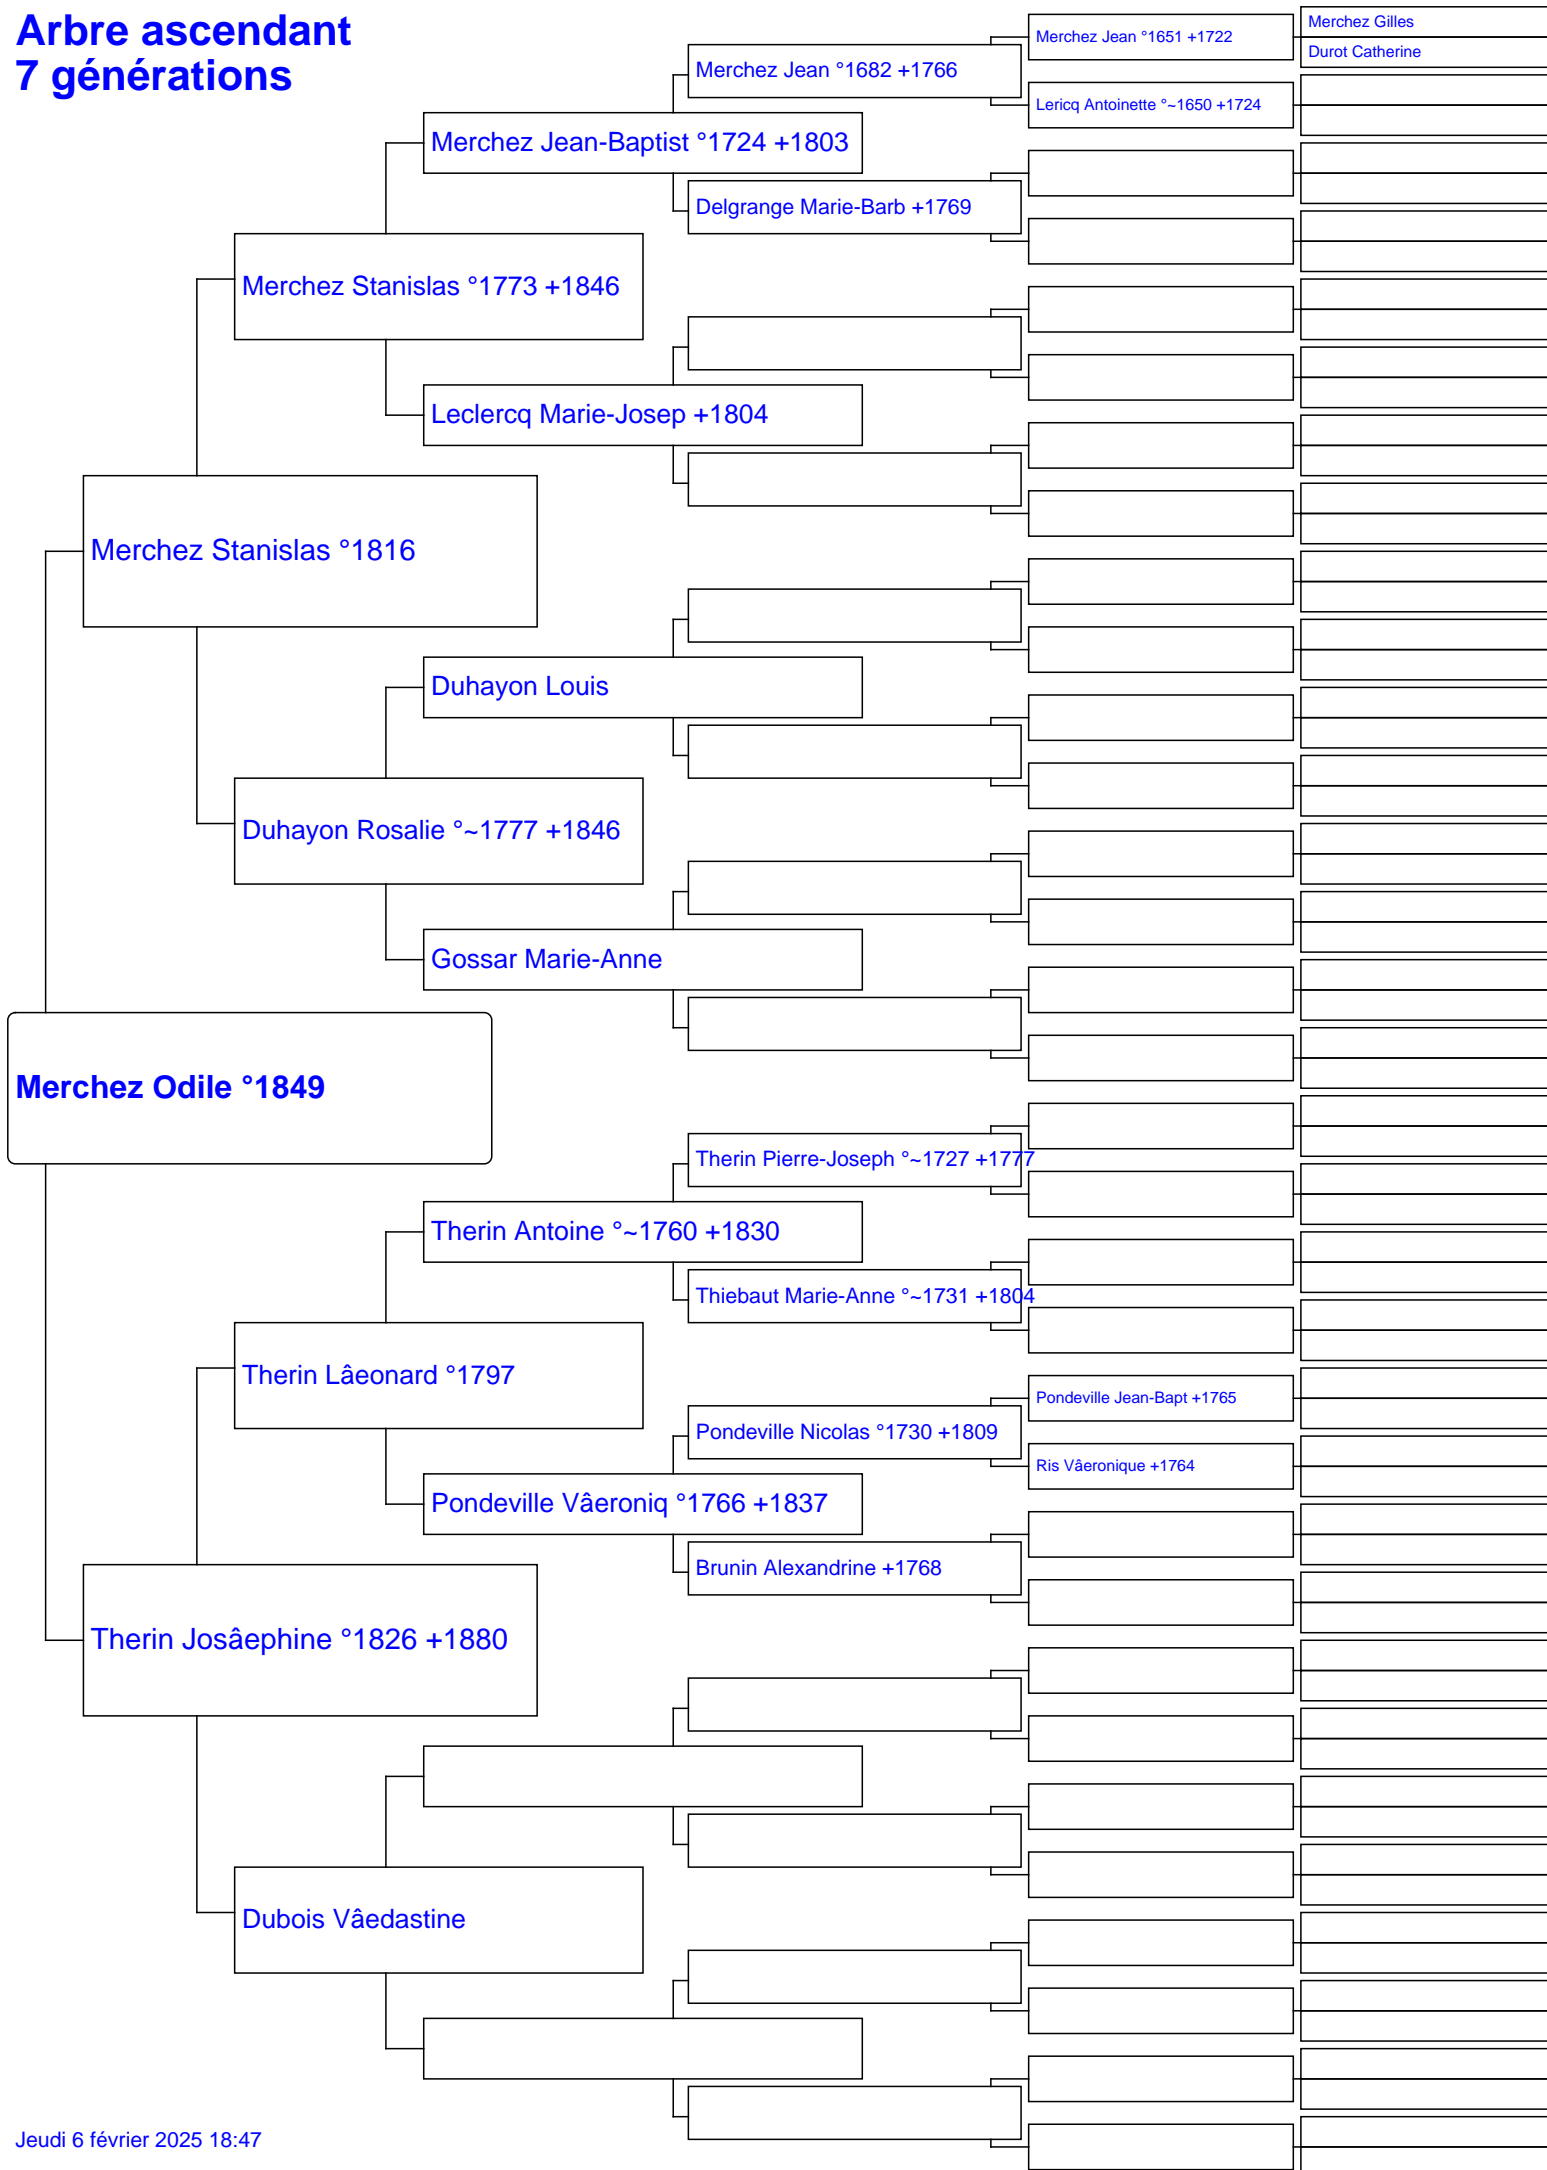 Arbre ascendant
7 générations
Merchez Gilles
Merchez Jean °1651 +1722
Durot Catherine
Merchez Jean °1682 +1766
Lericq Antoinette °~1650 +1724
Merchez Jean-Baptist °1724 +1803
Delgrange Marie-Barb +1769
Merchez Stanislas °1773 +1846
Leclercq Marie-Josep +1804
Merchez Stanislas °1816
Duhayon Louis
Duhayon Rosalie °~1777 +1846
Gossar Marie-Anne
Merchez Odile °1849
Therin Pierre-Joseph °~1727 +1777
Therin Antoine °~1760 +1830
Thiebaut Marie-Anne °~1731 +1804
Therin Lâeonard °1797
Pondeville Jean-Bapt +1765
Pondeville Nicolas °1730 +1809
Ris Vâeronique +1764
Pondeville Vâeroniq °1766 +1837
Brunin Alexandrine +1768
Therin Josâephine °1826 +1880
Dubois Vâedastine
Jeudi 6 février 2025 18:47